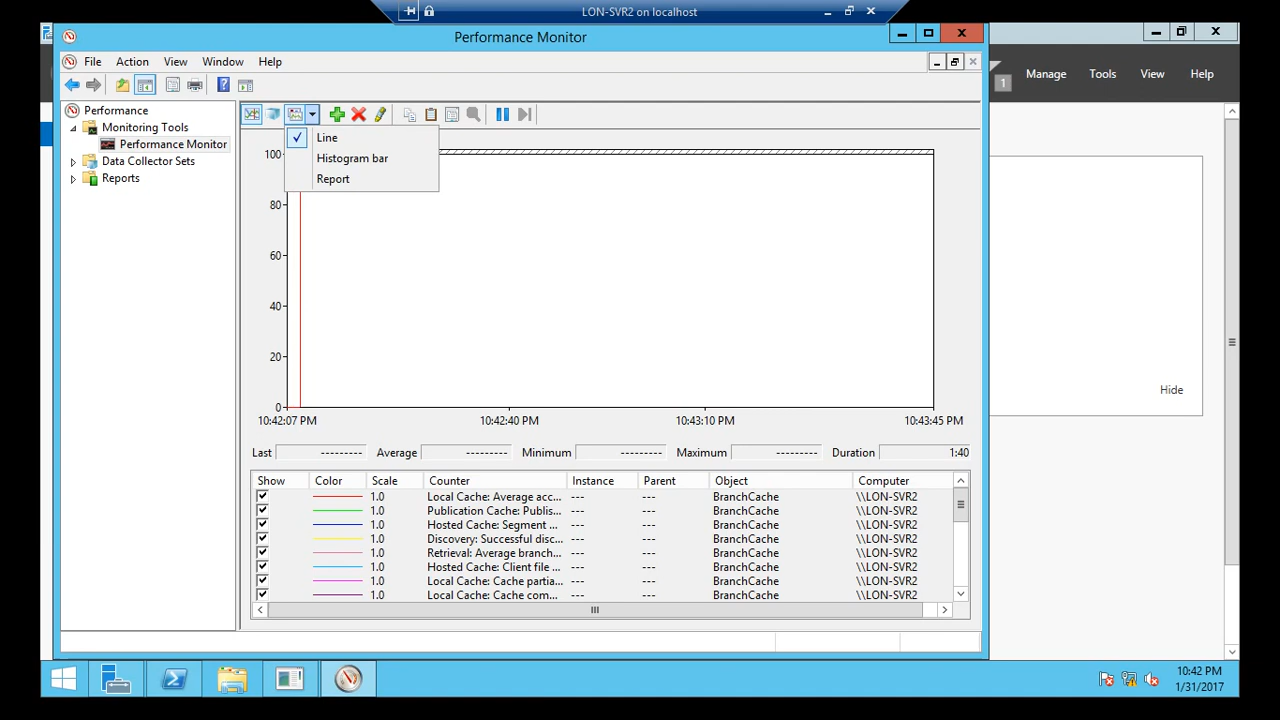 LON-SVR2 on localhost
Performance Monitor
File Action View Window Help
Manage Tools View Help
1
Performance
Monitoring Tools
Performance Monitor
Data Collector Sets
Reports
Line
Histogram bar
Report
100
80
60
40
20
0
10:42:07 PM 10:42:40 PM 10:43:10 PM 10:43:45 PM
Hide
Last --------- Average --------- Minimum --------- Maximum --------- Duration 1:40
Show Color Scale Counter Instance Parent Object Computer
1.0 Local Cache: Average acc... --- --- BranchCache \\LON-SVR2
1.0 Publication Cache: Publis... --- --- BranchCache \\LON-SVR2
1.0 Hosted Cache: Segment ... --- --- BranchCache \\LON-SVR2
1.0 Discovery: Successful disc... --- --- BranchCache \\LON-SVR2
1.0 Retrieval: Average branch... --- --- BranchCache \\LON-SVR2
1.0 Hosted Cache: Client file ... --- --- BranchCache \\LON-SVR2
1.0 Local Cache: Cache partia... --- --- BranchCache \\LON-SVR2
1.0 Local Cache: Cache com... --- --- BranchCache \\LON-SVR2
10:42 PM
1/31/2017